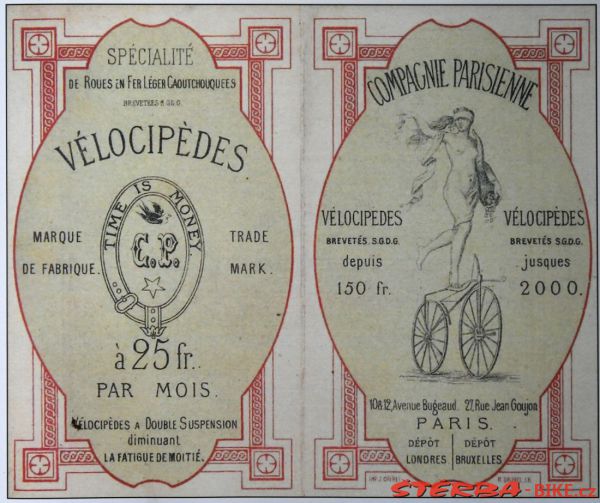 SPÉCIALITÉ
DE ROUES EN FER LÉGER CAOUTCHOUQUÉES
BREVETÉES S.G.D.G.
VÉLOCIPÈDES
TIME IS MONEY.
MARQUE
DE FABRIQUE.
C.P.
TRADE
MARK.
à 25 fr.
PAR MOIS.
VÉLOCIPÈDES A DOUBLE SUSPENSION
diminuant
LA FATIGUE DE MOITIÉ.
COMPAGNIE PARISIENNE
VÉLOCIPÈDES
BREVETÉS S.G.D.G.
depuis
150 fr.
VÉLOCIPÈDES
BREVETÉS S.G.D.G.
jusques
2000.
10&12, Avenue Bugeaud. 27, Rue Jean Goujon
PARIS.
DÉPÔT
LONDRES
DÉPÔT
BRUXELLES
STERBA-BIKE.cz